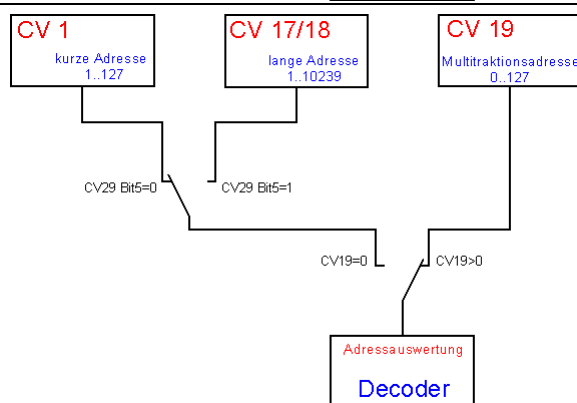 CV 1
kurze Adresse
1..127
CV 17/18
lange Adresse
1..10239
CV 19
Multitraktionsadresse
0..127
CV29 Bit5=0
CV29 Bit5=1
CV19=0
CV19>0
Adressauswertung
Decoder